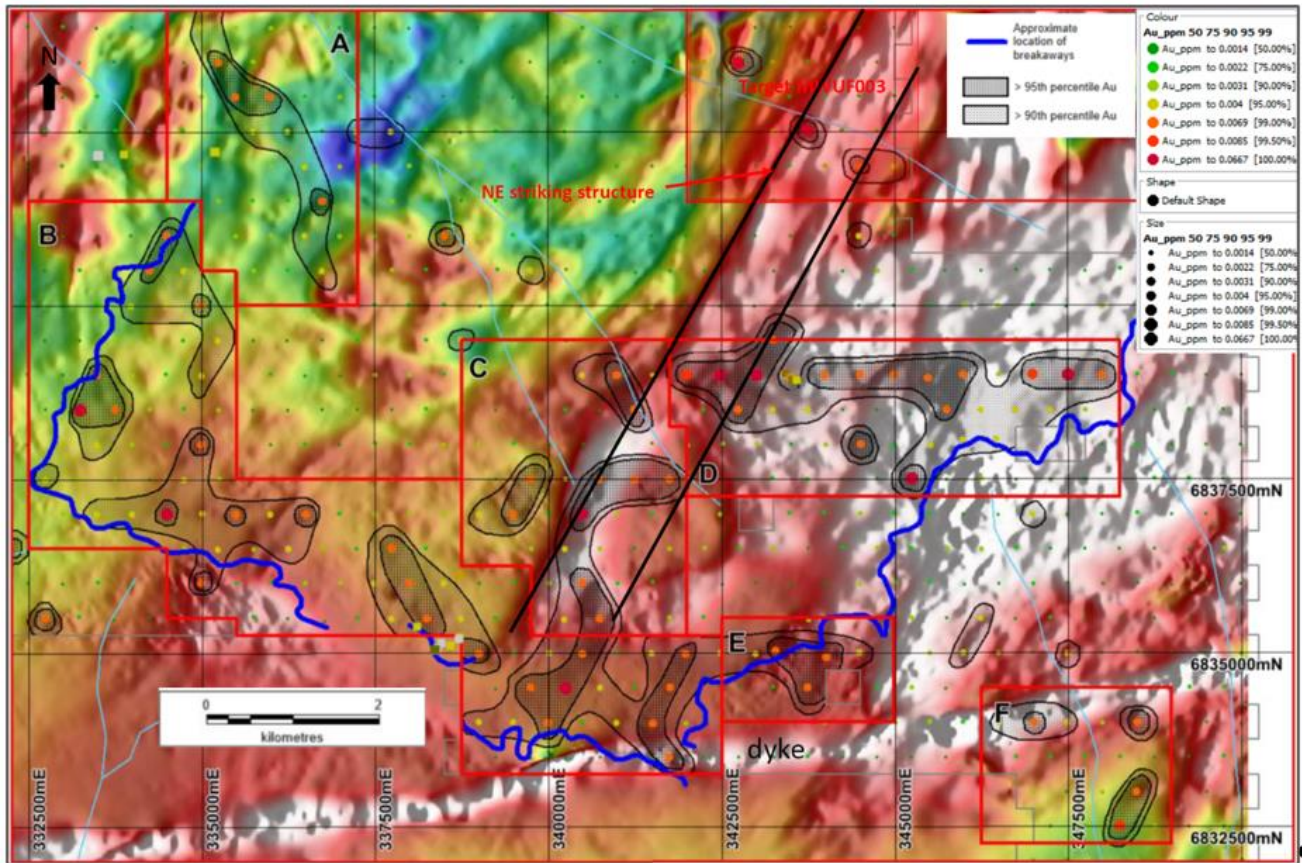 A
N
B
C
D
E
F
NE striking structure
dyke
Approximate
location of
breakaways
> 95th percentile Au
> 90th percentile Au
Colour
Au_ppm 50 75 90 95 99
Au_ppm to 0.0014 [50.00%]
Au_ppm to 0.0022 [75.00%]
Au_ppm to 0.0031 [90.00%]
Au_ppm to 0.004 [95.00%]
Au_ppm to 0.0069 [99.00%]
Au_ppm to 0.0085 [99.50%]
Au_ppm to 0.0667 [100.00%
Shape
Default Shape
Size
Au_ppm 50 75 90 95 99
Au_ppm to 0.0014 [50.00%
Au_ppm to 0.0022 [75.00%
Au_ppm to 0.0031 [90.00%
Au_ppm to 0.004 [95.00%]
Au_ppm to 0.0069 [99.00%
Au_ppm to 0.0085 [99.50%
Au_ppm to 0.0667 [100.00%
Target
6837500mN
6835000mN
6832500mN
0 2
kilometres
332500mE
335000mE
337500mE
340000mE
342500mE
345000mE
347500mE